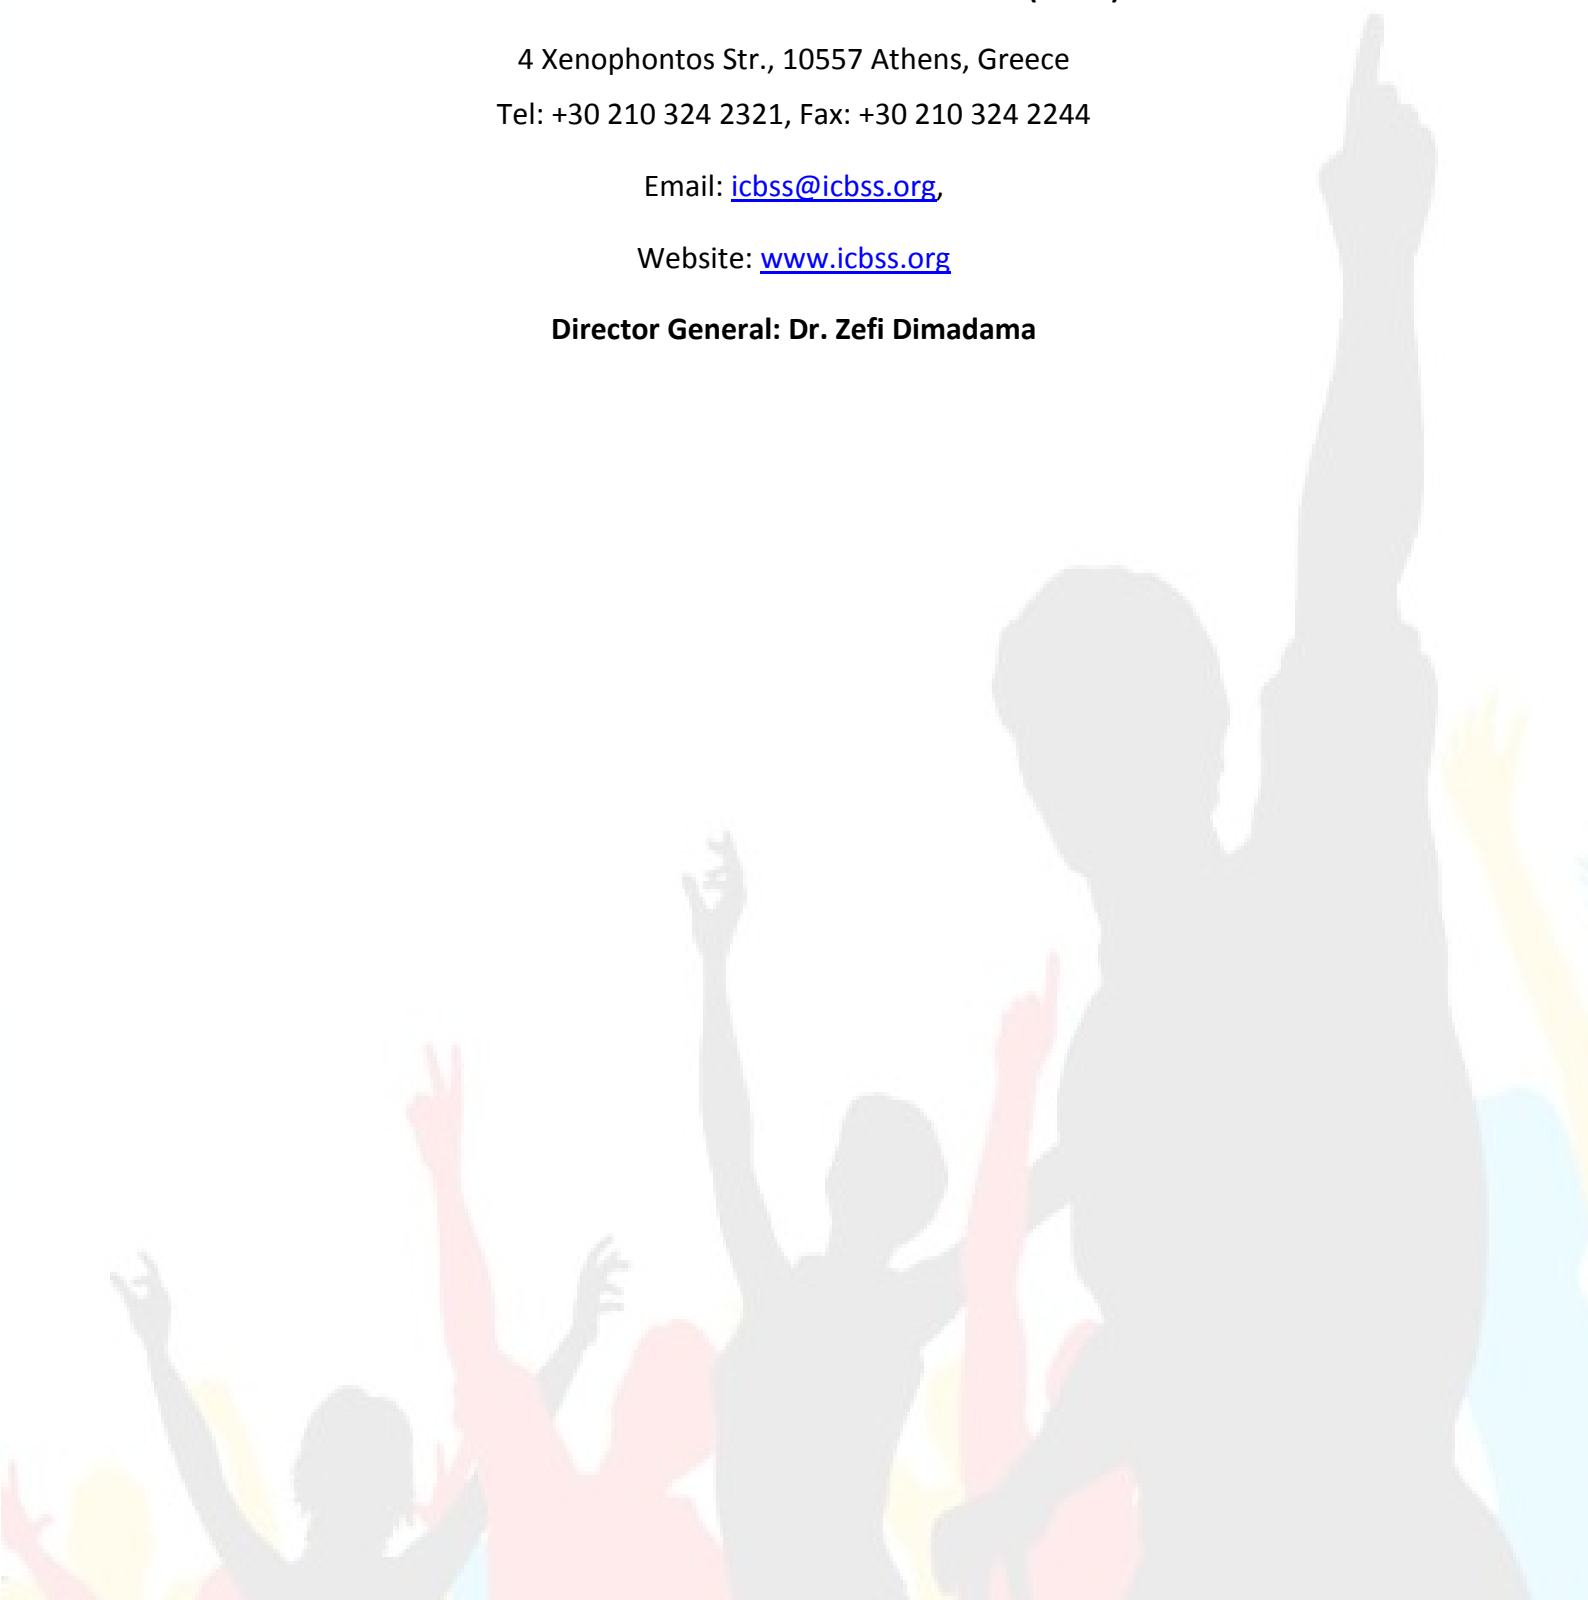 4 Xenophontos Str., 10557 Athens, Greece
Tel: +30 210 324 2321, Fax: +30 210 324 2244
Email: icbss@icbss.org,
Website: www.icbss.org
Director General: Dr. Zefi Dimadama